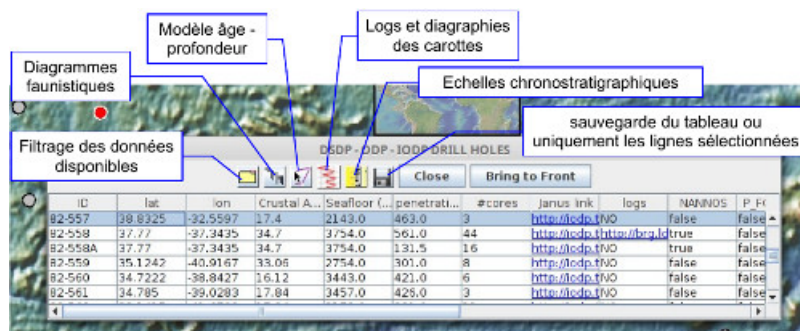 Modèle âge -
profondeur
Logs et diagraphies
des carottes
Diagrammes
faunistiques
Echelles chronostratigraphiques
Filtrage des données
disponibles
sauvegarde du tableau ou
uniquement les lignes sélectionnées
DSDP - ODP - IODP DRILL HOLES
Close Bring to Front
ID lat lon Crustal A... Seafloor (... penetrati... #cores Janus link logs NANNOS P_FO
82-557 38.8325 -32.5597 17.4 2143.0 463.0 3 http://iodp.t NO false false
82-558 37.77 -37.3435 34.7 3754.0 561.0 44 http://iodp.t http://brg.ld true false
82-558A 37.77 -37.3435 34.7 3754.0 131.5 16 http://iodp.t NO true false
82-559 35.1242 -40.9167 33.06 2754.0 301.0 8 http://iodp.t NO false false
82-560 34.7222 -38.8427 16.12 3443.0 421.0 6 http://iodp.t NO false false
82-561 34.785 -39.0283 17.84 3457.0 426.0 3 http://iodp.t NO false false